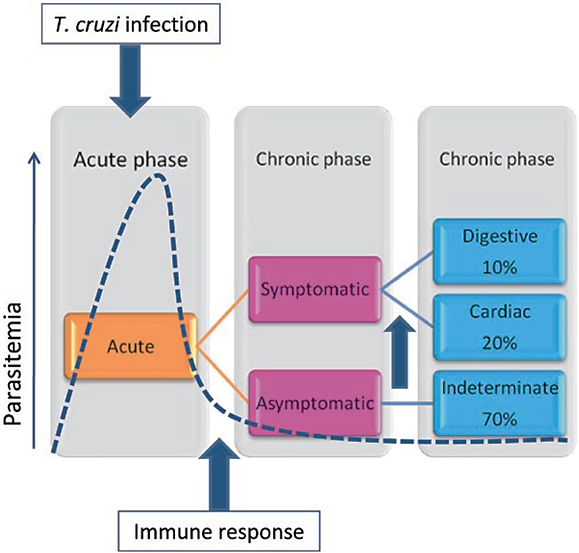 T. cruzi infection
Acute phase
Chronic phase
Chronic phase
Parasitemia
Acute
Symptomatic
Asymptomatic
Digestive
10%
Cardiac
20%
Indeterminate
70%
Immune response